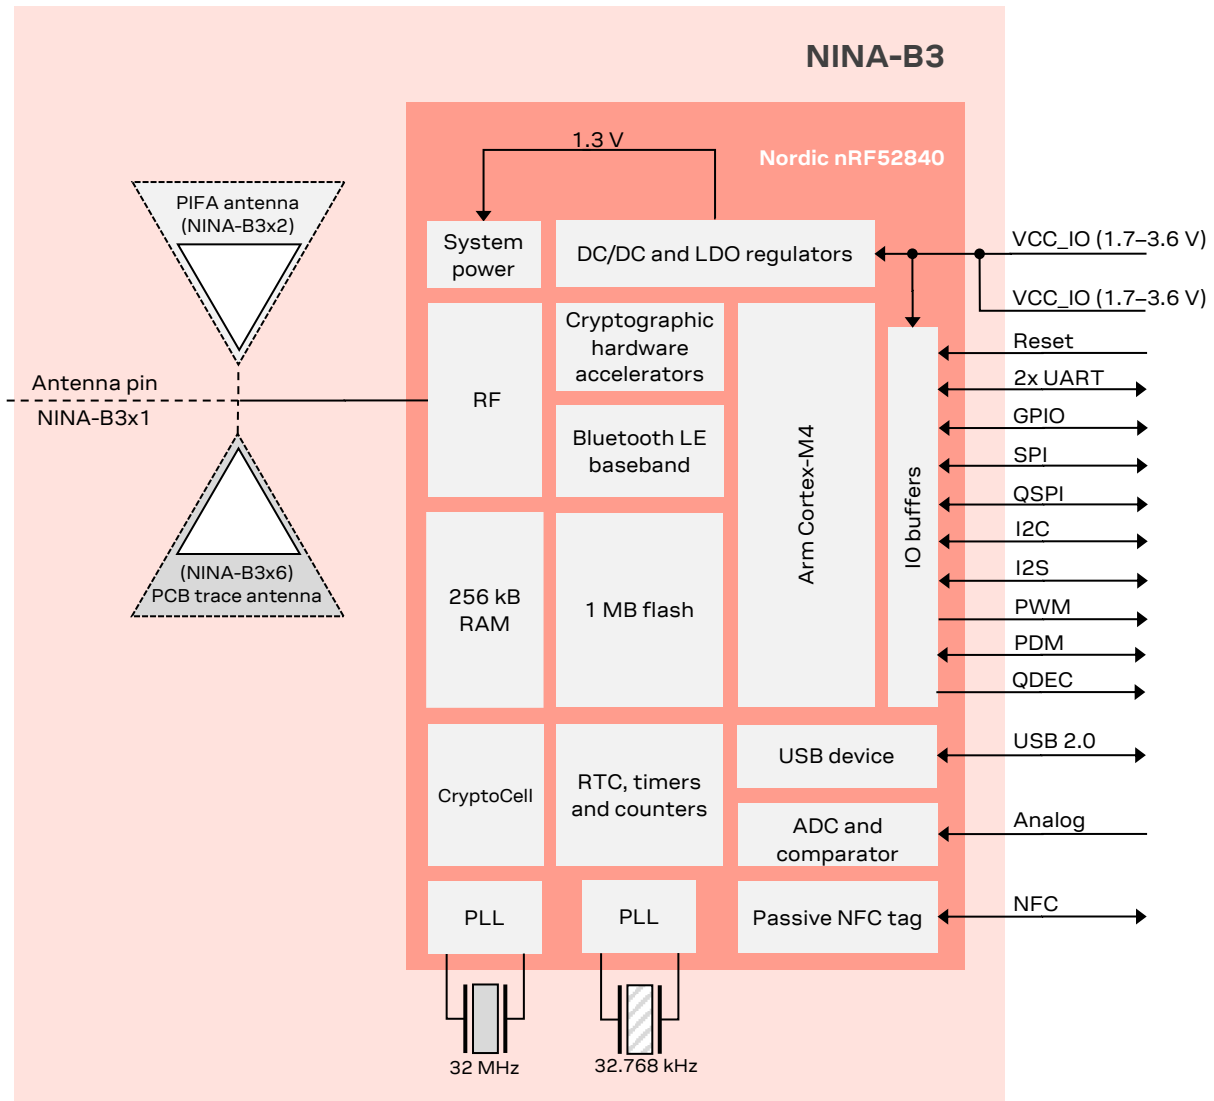 NINA-B3
1.3 V
Nordic nRF52840
PIFA antenna
(NINA-B3x2)
System
power
DC/DC and LDO regulators
VCC_IO (1.7–3.6 V)
VCC_IO (1.7–3.6 V)
Antenna pin
NINA-B3x1
RF
Cryptographic
hardware
accelerators
Bluetooth LE
baseband
Arm Cortex-M4
IO buffers
Reset
2x UART
GPIO
SPI
QSPI
I2C
I2S
PWM
PDM
QDEC
(NINA-B3x6)
PCB trace antenna
256 kB
RAM
1 MB flash
CryptoCell
RTC, timers
and counters
USB device
USB 2.0
ADC and
comparator
Analog
PLL
PLL
Passive NFC tag
NFC
32 MHz
32.768 kHz